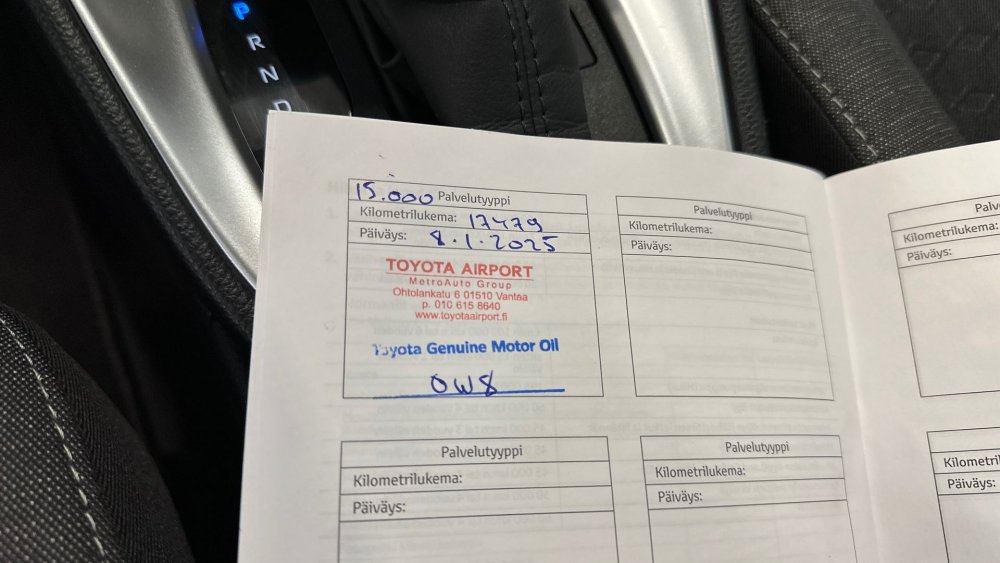 P
R
N
D
15.000 Palvelutyyppi
Kilometrilukema: 17479
Päiväys: 8.1.2025
TOYOTA AIRPORT
MetroAuto Group
Ohtolankatu 6 01510 Vantaa
p. 010 615 8640
www.toyotaairport.fi
Toyota Genuine Motor Oil
0W8
Palvelutyyppi
Kilometrilukema:
Päiväys:
Kilometrilukema:
Päiväys:
Palvelutyyppi
Kilometrilukema:
Päiväys:
Palvelutyyppi
Kilometrilukema:
Päiväys:
Päiväys: